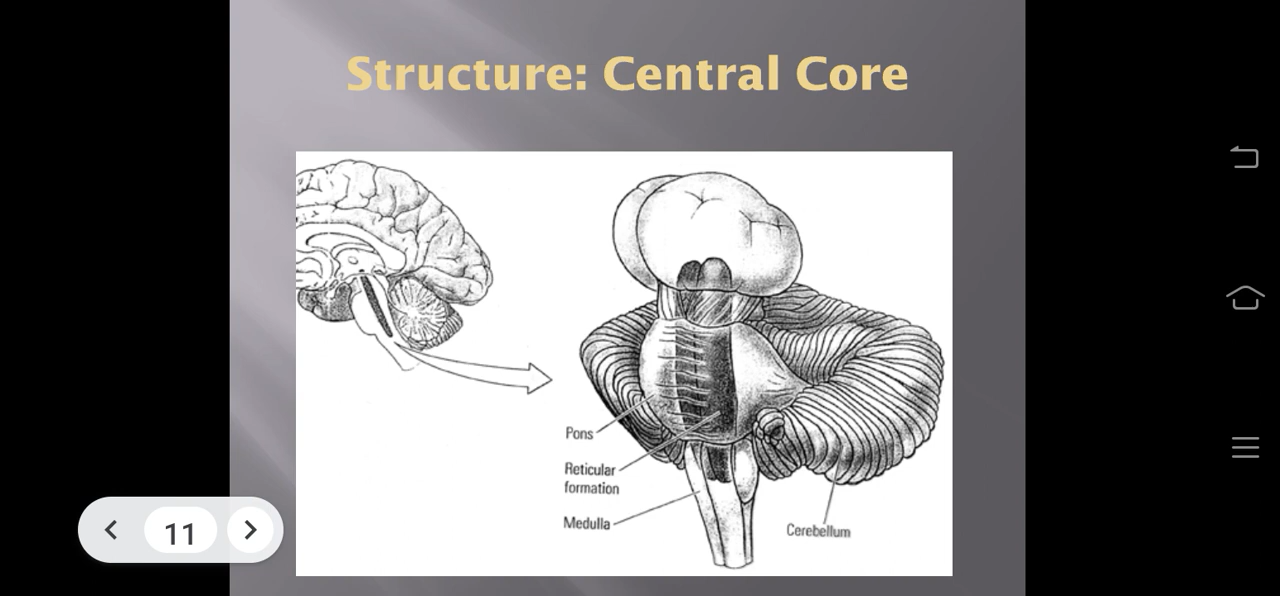 Structure: Central Core
Pons
Reticular
formation
Medulla
Cerebellum
11